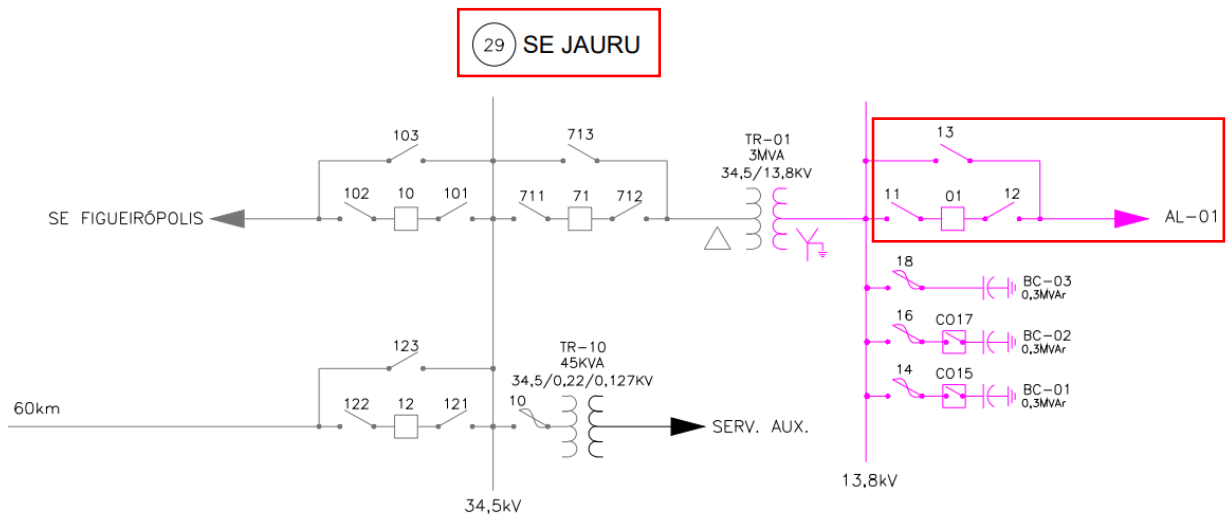 29 SE JAURU
103
713
TR-01
3MVA
34,5/13,8KV
13
102 10 101
711 71 712
11 01 12
SE FIGUEIRÓPOLIS
AL-01
18
BC-03
0,3MVAr
16 CO17
BC-02
0,3MVAr
14 CO15
BC-01
0,3MVAr
123
TR-10
45KVA
34,5/0,22/0,127KV
60km
122 12 121
10
SERV. AUX.
34,5kV
13,8kV